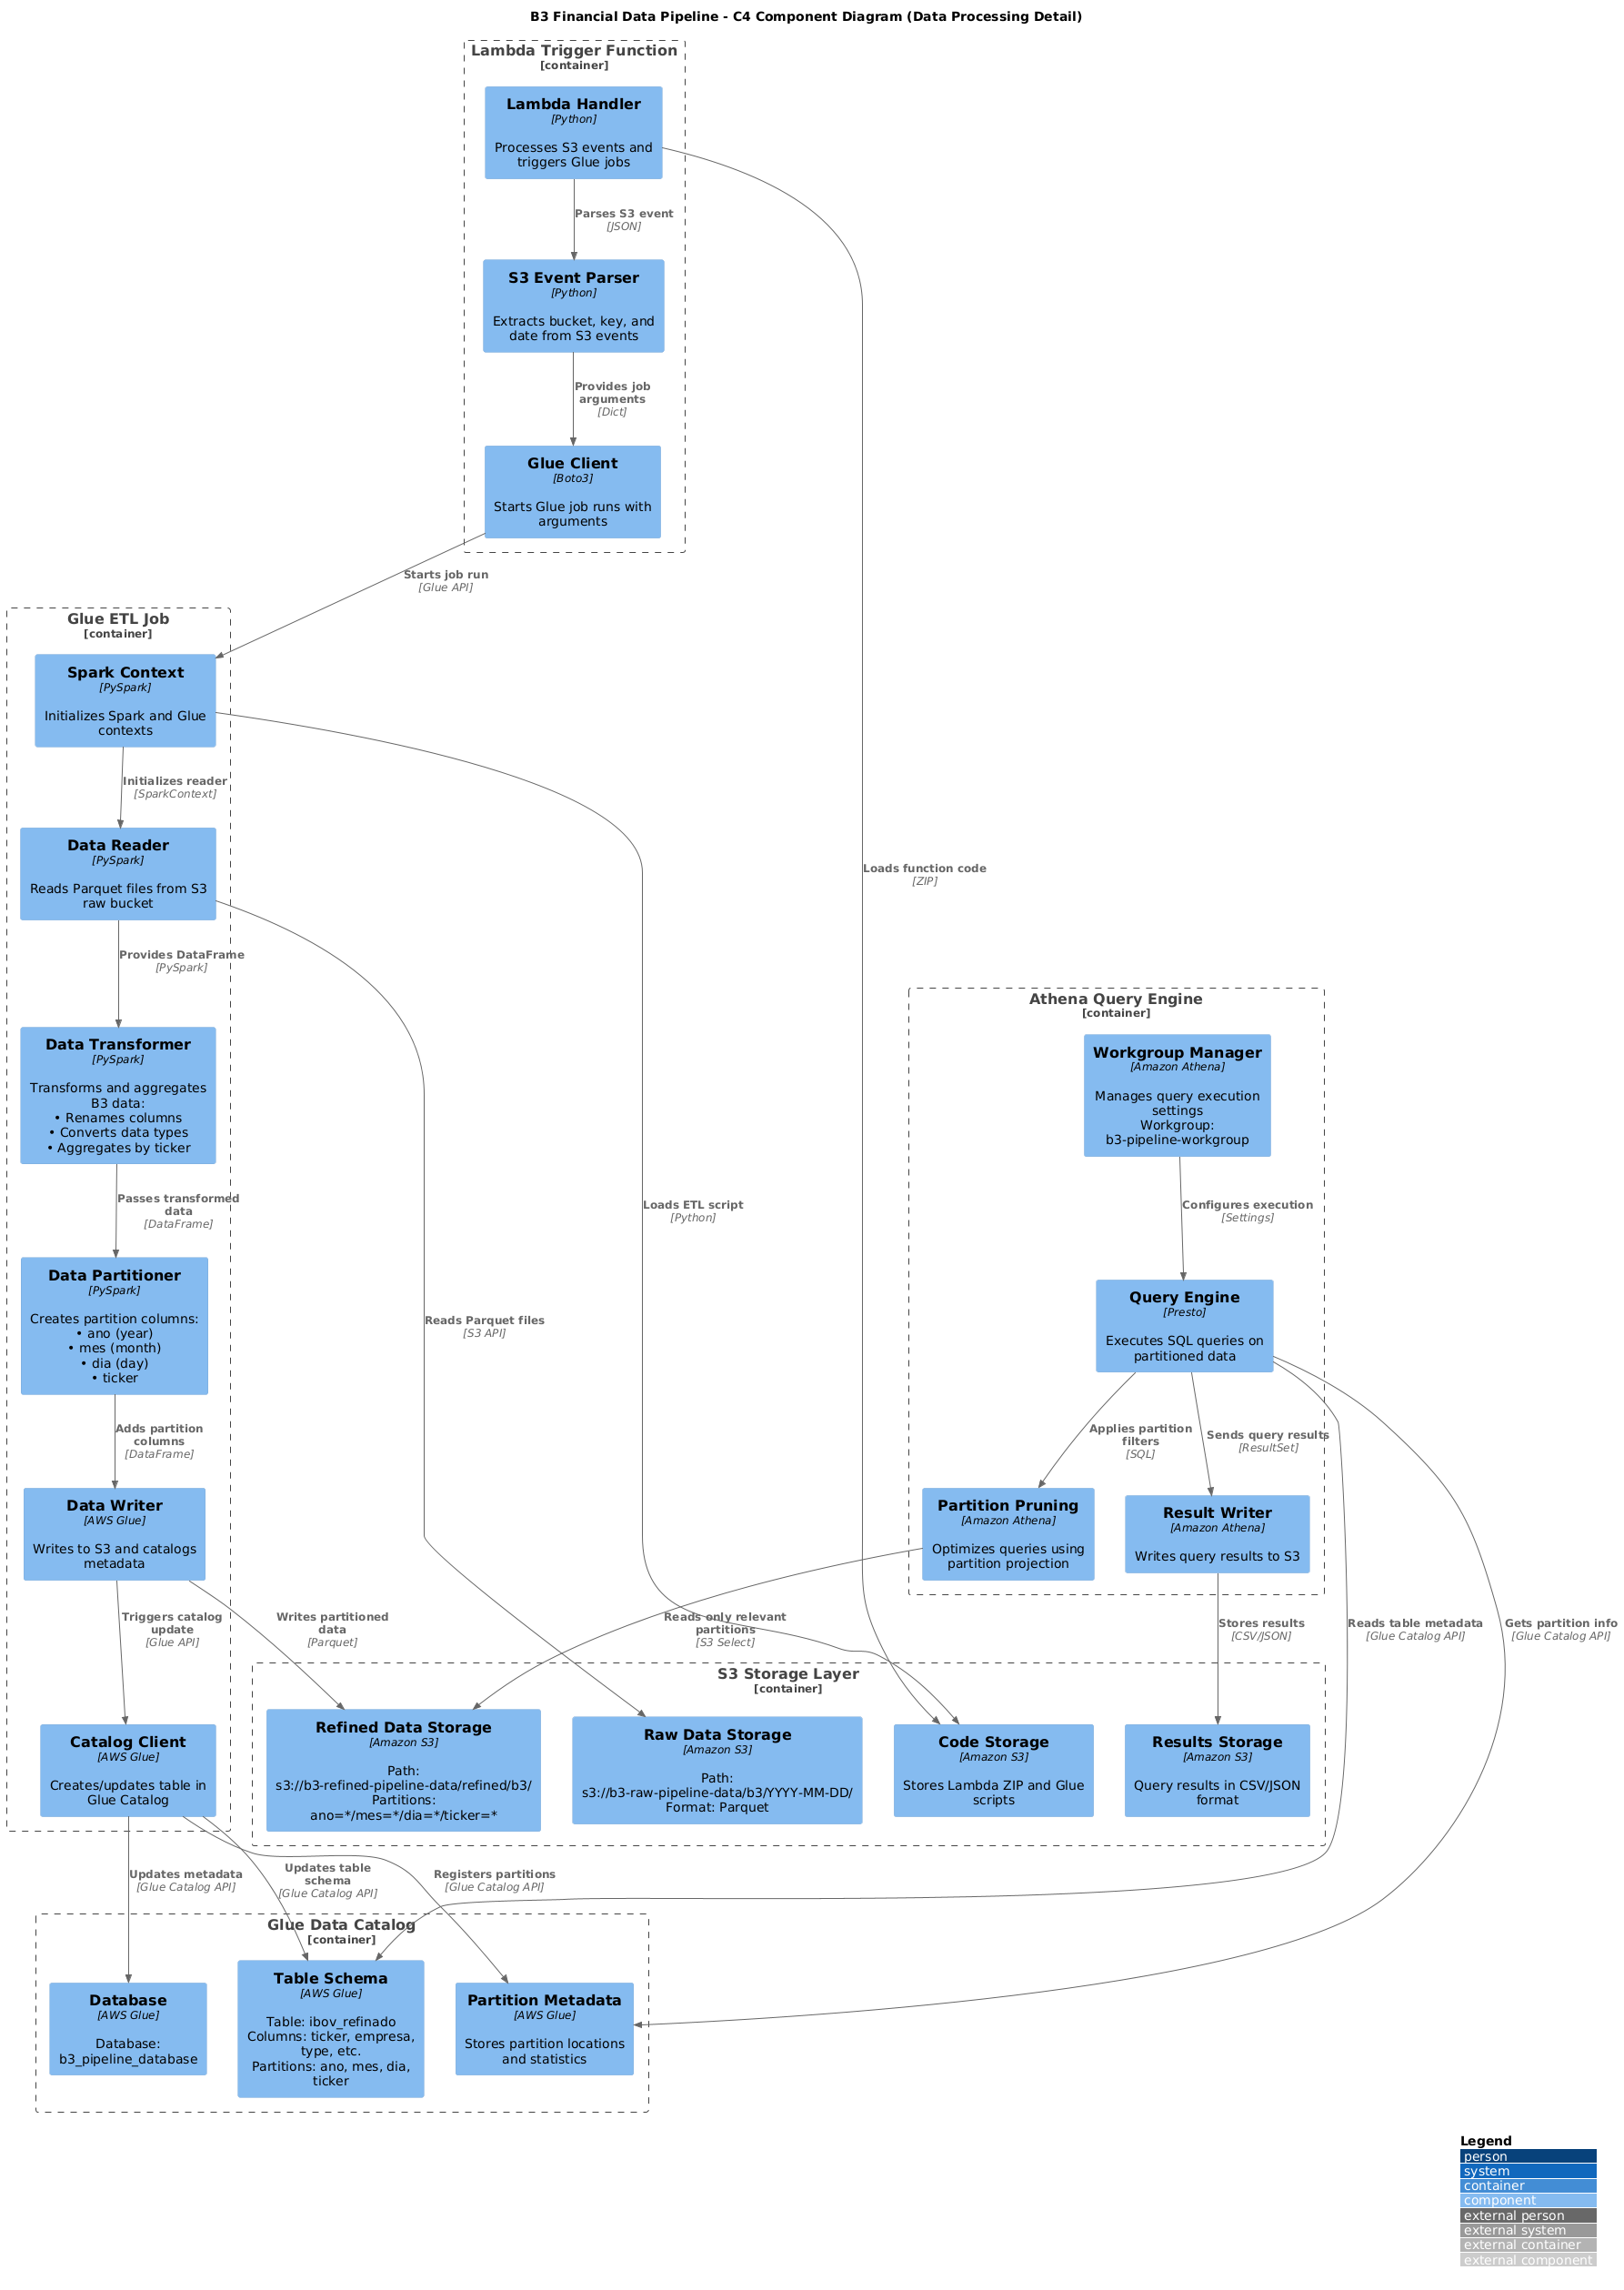 B3 Financial Data Pipeline - C4 Component Diagram (Data Processing Detail)
Lambda Trigger Function
[container]
Lambda Handler
[Python]
Processes S3 events and
triggers Glue jobs
Parses S3 event
[JSON]
S3 Event Parser
[Python]
Extracts bucket, key, and
date from S3 events
Provides job
arguments
[Dict]
Glue Client
[Boto3]
Starts Glue job runs with
arguments
Starts job run
[Glue API]
Glue ETL Job
[container]
Spark Context
[PySpark]
Initializes Spark and Glue
contexts
Initializes reader
[SparkContext]
Data Reader
[PySpark]
Reads Parquet files from S3
raw bucket
Loads function code
[ZIP]
Provides DataFrame
[PySpark]
Data Transformer
[PySpark]
Transforms and aggregates
B3 data:
• Renames columns
• Converts data types
• Aggregates by ticker
Athena Query Engine
[container]
Workgroup Manager
[Amazon Athena]
Manages query execution
settings
Workgroup:
b3-pipeline-workgroup
Passes transformed
data
[DataFrame]
Loads ETL script
[Python]
Configures execution
[Settings]
Data Partitioner
[PySpark]
Creates partition columns:
• ano (year)
• mes (month)
• dia (day)
• ticker
Reads Parquet files
[S3 API]
Query Engine
[Presto]
Executes SQL queries on
partitioned data
Adds partition
columns
[DataFrame]
Applies partition
filters
[SQL]
Sends query results
[ResultSet]
Data Writer
[AWS Glue]
Writes to S3 and catalogs
metadata
Partition Pruning
[Amazon Athena]
Optimizes queries using
partition projection
Result Writer
[Amazon Athena]
Writes query results to S3
Triggers catalog
update
[Glue API]
Writes partitioned
data
[Parquet]
Reads only relevant
partitions
[S3 Select]
Stores results
[CSV/JSON]
Reads table metadata
[Glue Catalog API]
Gets partition info
[Glue Catalog API]
S3 Storage Layer
[container]
Catalog Client
[AWS Glue]
Creates/updates table in
Glue Catalog
Refined Data Storage
[Amazon S3]
Path:
s3://b3-refined-pipeline-data/refined/b3/
Partitions:
ano=*/mes=*/dia=*/ticker=*
Raw Data Storage
[Amazon S3]
Path:
s3://b3-raw-pipeline-data/b3/YYYY-MM-DD/
Format: Parquet
Code Storage
[Amazon S3]
Stores Lambda ZIP and Glue
scripts
Results Storage
[Amazon S3]
Query results in CSV/JSON
format
Updates metadata
[Glue Catalog API]
Updates table
schema
[Glue Catalog API]
Registers partitions
[Glue Catalog API]
Glue Data Catalog
[container]
Database
[AWS Glue]
Database:
b3_pipeline_database
Table Schema
[AWS Glue]
Table: ibov_refinado
Columns: ticker, empresa,
type, etc.
Partitions: ano, mes, dia,
ticker
Partition Metadata
[AWS Glue]
Stores partition locations
and statistics
Legend
person
system
container
component
external person
external system
external container
external component